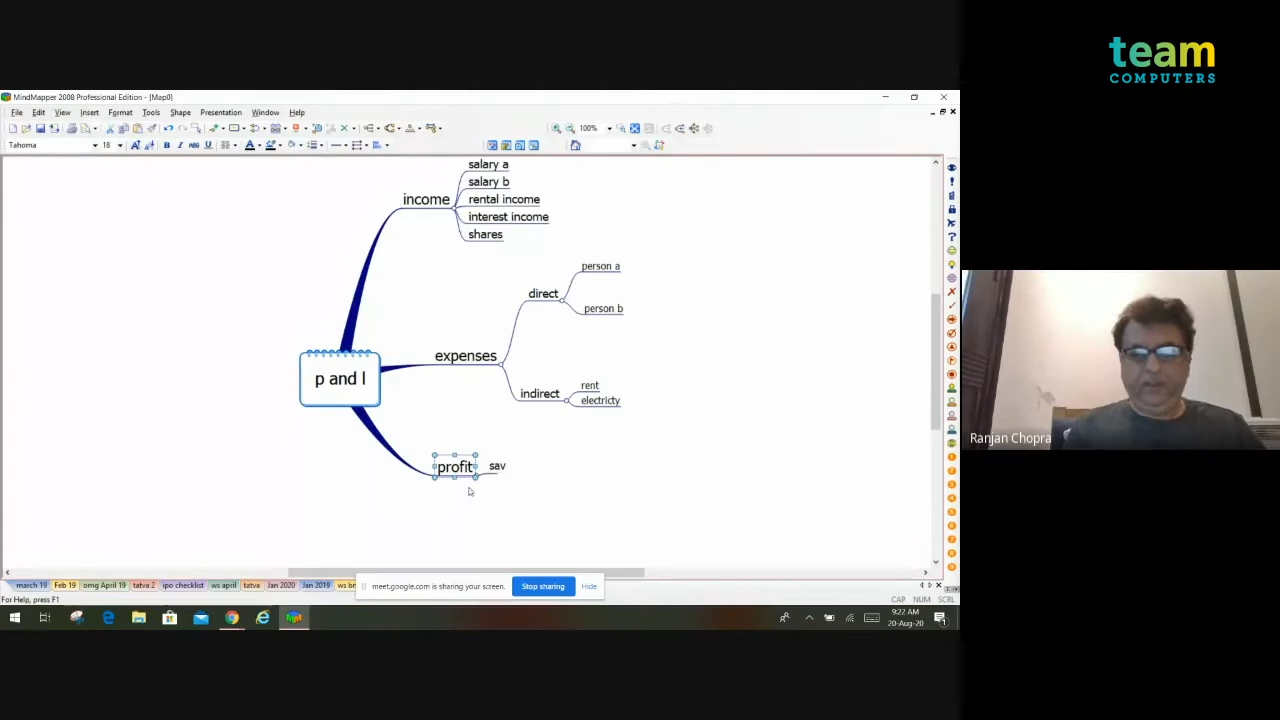 team
COMPUTERS
MindMapper 2008 Professional Edition - [Map0]
File Edit View Insert Format Tools Shape Presentation Window Help
100%
Tahoma 18
salary a
salary b
income
rental income
interest income
shares
person a
direct
person b
expenses
p and l
rent
indirect
electricty
profit
sav
Ranjan Chopra
march 19 Feb 19 omg April 19 tatva 2 ipo checklist ws april tatva Jan 2020 Jan 2019
meet.google.com is sharing your screen. Stop sharing Hide
For Help, press F1
CAP NUM SCRL
9:22 AM
20-Aug-20